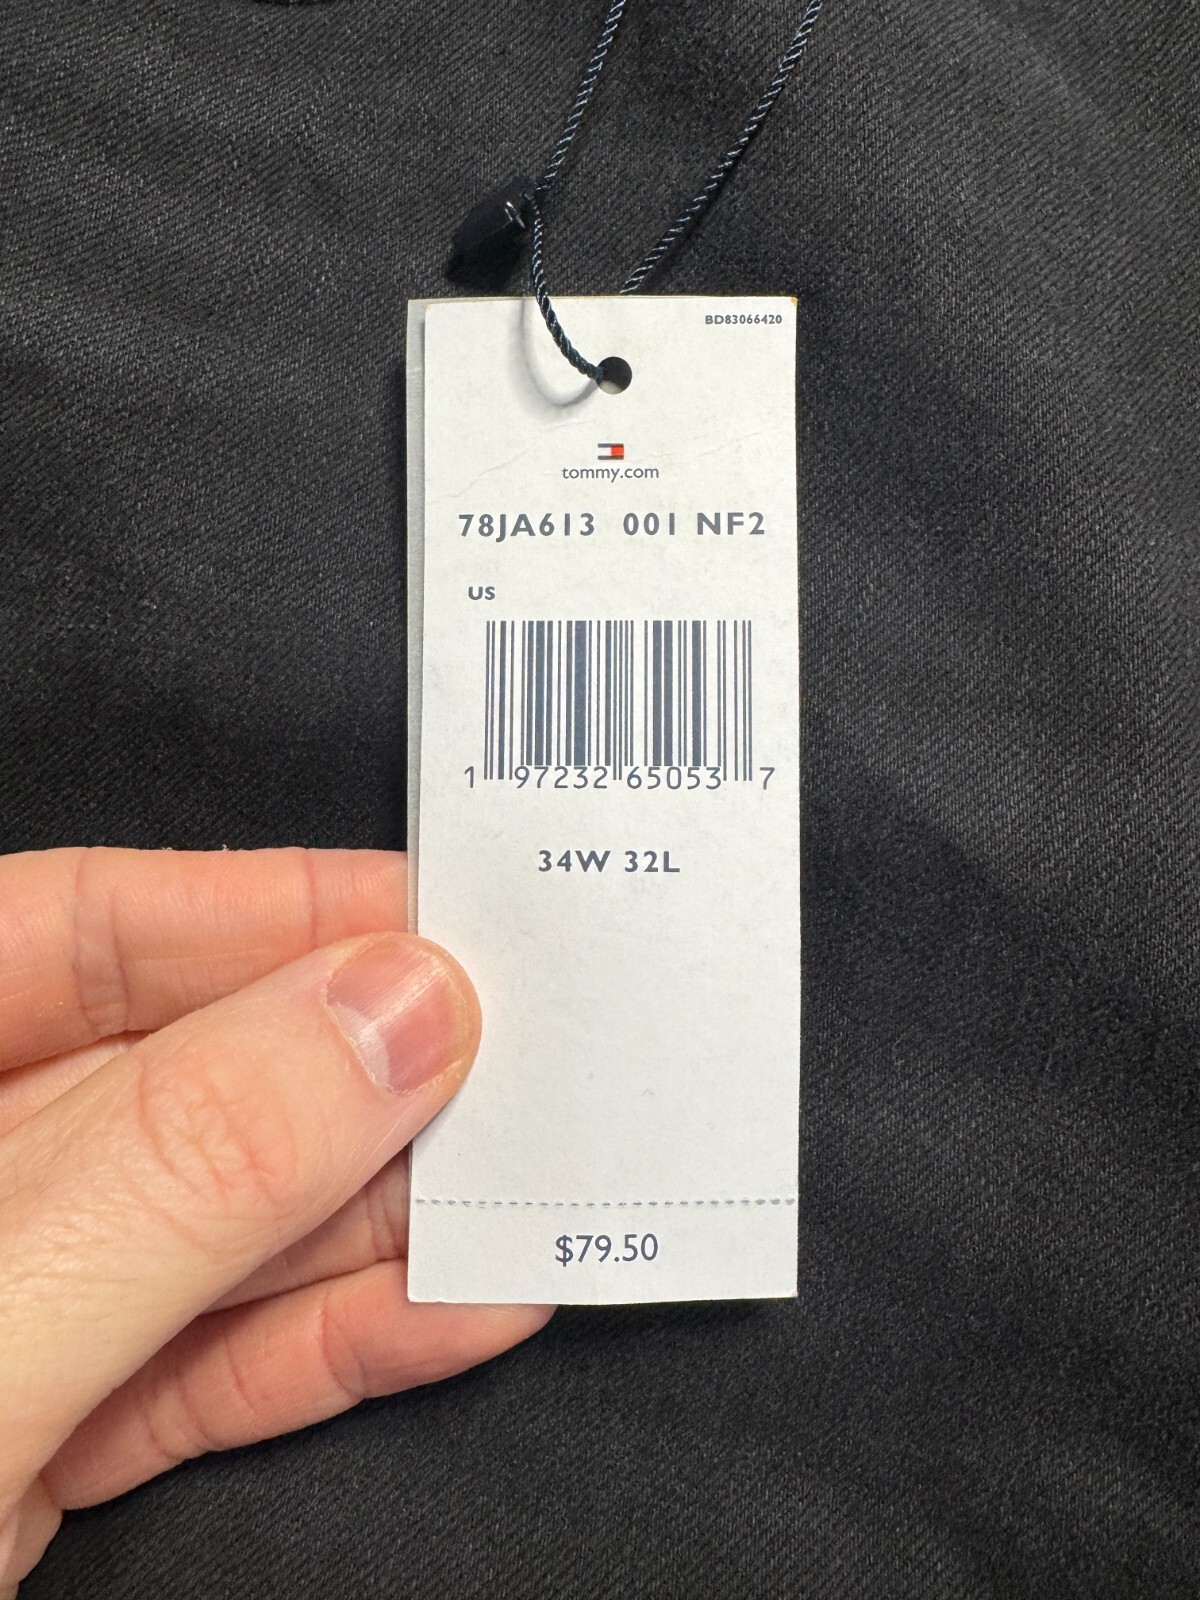 BD83066420
tommy.com
78JA613 001 NF2
US
1 97232 65053 7
34W 32L
$79.50